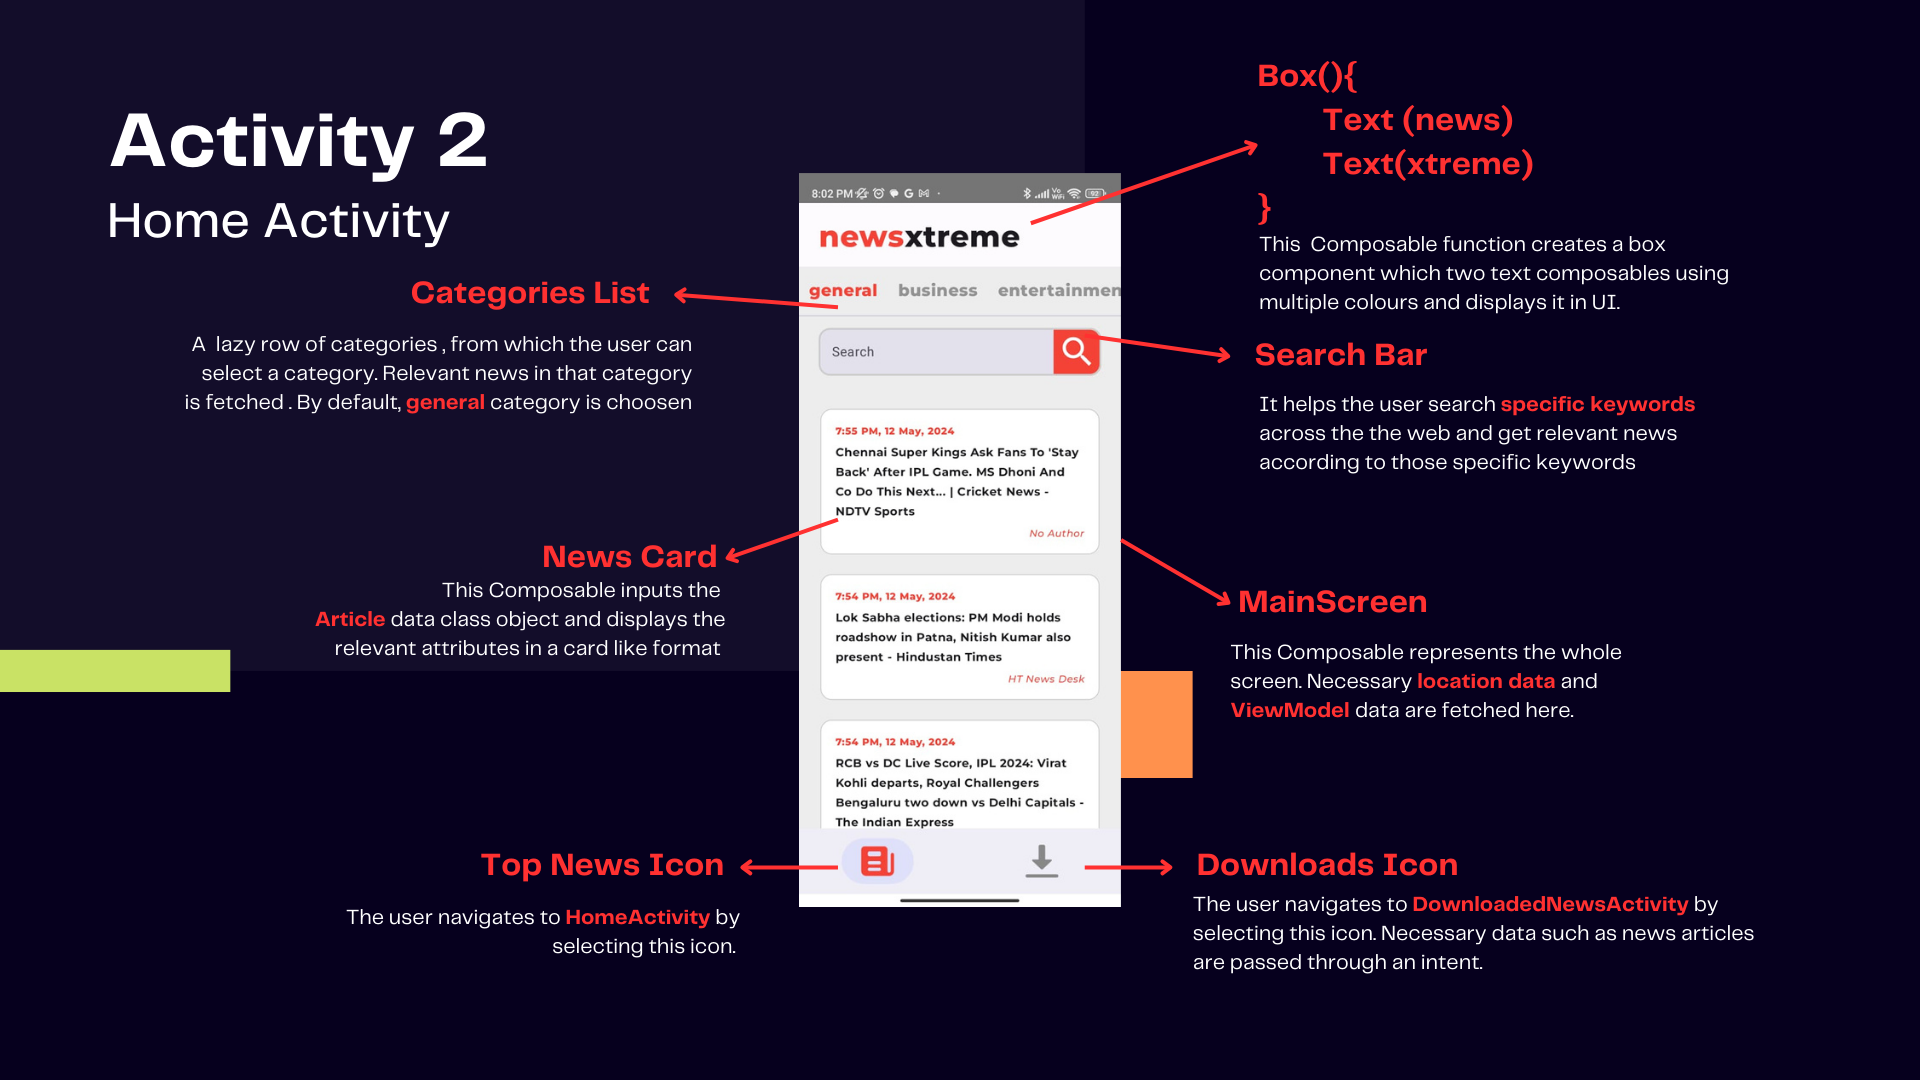 Activity 2
Home Activity
Categories List
A lazy row of categories , from which the user can
select a category. Relevant news in that category
is fetched . By default, general category is choosen
News Card
This Composable inputs the
Article data class object and displays the
relevant attributes in a card like format
Top News Icon
The user navigates to HomeActivity by
selecting this icon.
8:02 PM
Vo
WiFi
92
newsxtreme
general business entertainmen
Search
7:55 PM, 12 May, 2024
Chennai Super Kings Ask Fans To 'Stay
Back' After IPL Game. MS Dhoni And
Co Do This Next... | Cricket News -
NDTV Sports
No Author
7:54 PM, 12 May, 2024
Lok Sabha elections: PM Modi holds
roadshow in Patna, Nitish Kumar also
present - Hindustan Times
HT News Desk
7:54 PM, 12 May, 2024
RCB vs DC Live Score, IPL 2024: Virat
Kohli departs, Royal Challengers
Bengaluru two down vs Delhi Capitals -
The Indian Express
Box(){
Text (news)
Text(xtreme)
}
This Composable function creates a box
component which two text composables using
multiple colours and displays it in UI.
Search Bar
It helps the user search specific keywords
across the the web and get relevant news
according to those specific keywords
MainScreen
This Composable represents the whole
screen. Necessary location data and
ViewModel data are fetched here.
Downloads Icon
The user navigates to DownloadedNewsActivity by
selecting this icon. Necessary data such as news articles
are passed through an intent.